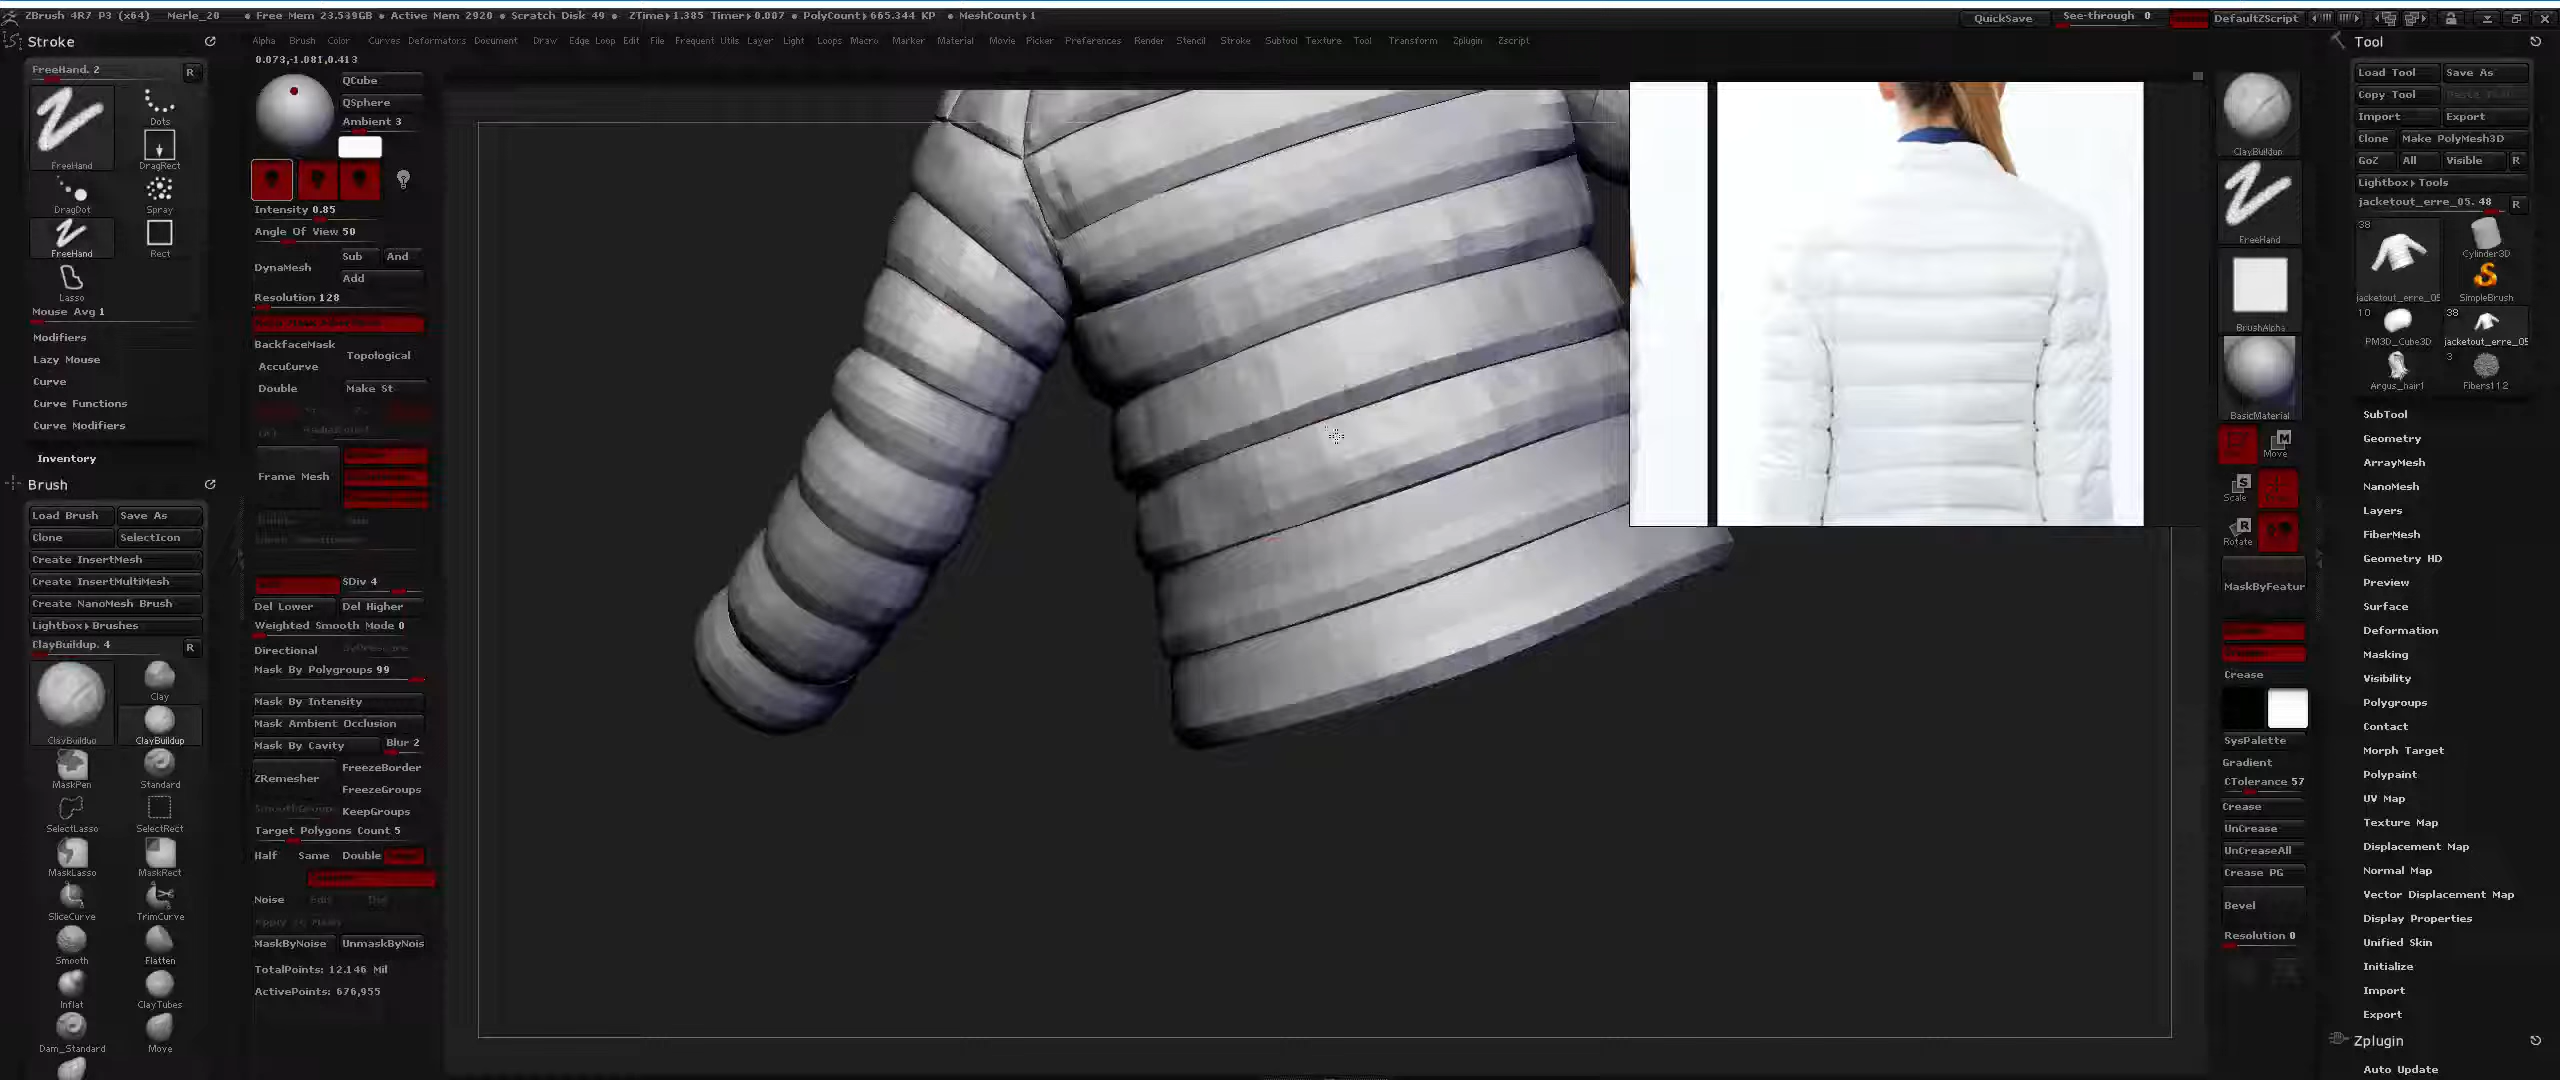 ZBrush 4R7 P3 (x64) Merle_20 • Free Mem 23.539GB • Active Mem 2920 • Scratch Disk 49 • ZTime▸1.385 Timer▸0.007 • PolyCount▸665.344 KP • MeshCount▸1
QuickSave See-through 0 DefaultZScript
Stroke
Alpha Brush Color Curves Deformators Document Draw Edge Loop Edit File Frequent Utils Layer Light Loops Macro Marker Material Movie Picker Preferences Render Stencil Stroke Subtool Texture Tool Transform Zplugin Zscript
Tool
0.073,-1.081,0.413
FreeHand. 2 R
FreeHand
Dots
DragRect
DragDot
Spray
FreeHand
Rect
Lasso
Mouse Avg 1
Modifiers
Lazy Mouse
Curve
Curve Functions
Curve Modifiers
Inventory
Brush
Load Brush Save As
Clone SelectIcon
Create InsertMesh
Create InsertMultiMesh
Create NanoMesh Brush
Lightbox▸Brushes
ClayBuildup. 4 R
ClayBuildup
Clay
ClayBuildup
MaskPen
Standard
SelectLasso
SelectRect
MaskLasso
MaskRect
SliceCurve
TrimCurve
Smooth
Flatten
Inflat
ClayTubes
Dam_Standard
Move
QCube
QSphere
Ambient 3
Intensity 0.85
Angle Of View 50
DynaMesh
Sub And
Add
Resolution 128
BackfaceMask
Topological
AccuCurve
Double
Make St
Frame Mesh
SDiv 4
Del Lower Del Higher
Weighted Smooth Mode 0
Directional
Mask By Polygroups 99
Mask By Intensity
Mask Ambient Occlusion
Mask By Cavity Blur 2
ZRemesher
FreezeBorder
FreezeGroups
KeepGroups
Target Polygons Count 5
Half Same Double
Noise
MaskByNoise UnmaskByNois
TotalPoints: 12.146 Mil
ActivePoints: 676,955
ClayBuildup
FreeHand
BrushAlpha
BasicMaterial
Move
Scale
Rotate
MaskByFeatur
Crease
SysPalette
Gradient
CTolerance 57
Crease
UnCrease
UnCreaseAll
Crease PG
Bevel
Resolution 0
Load Tool Save As
Copy Tool
Import Export
Clone Make PolyMesh3D
GoZ All Visible R
Lightbox▸Tools
jacketout_erre_05. 48 R
38
jacketout_erre_05
Cylinder3D
SimpleBrush
10
PM3D_Cube3D
38
jacketout_erre_05
Argus_hair1
3
Fibers112
SubTool
Geometry
ArrayMesh
NanoMesh
Layers
FiberMesh
Geometry HD
Preview
Surface
Deformation
Masking
Visibility
Polygroups
Contact
Morph Target
Polypaint
UV Map
Texture Map
Displacement Map
Normal Map
Vector Displacement Map
Display Properties
Unified Skin
Initialize
Import
Export
Zplugin
Auto Update